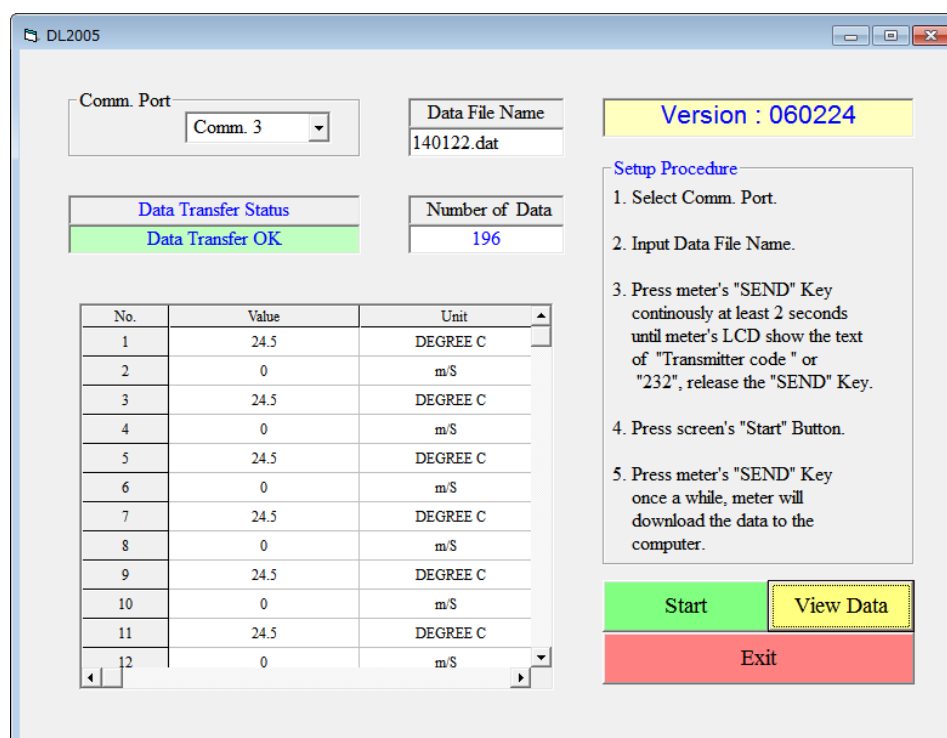 DL2005
Comm. Port
Comm. 3
Data File Name
140122.dat
Version : 060224
Data Transfer Status
Data Transfer OK
Number of Data
196
Setup Procedure
1. Select Comm. Port.
2. Input Data File Name.
3. Press meter's "SEND" Key
continously at least 2 seconds
until meter's LCD show the text
of "Transmitter code " or
"232", release the "SEND" Key.
4. Press screen's "Start" Button.
5. Press meter's "SEND" Key
once a while, meter will
download the data to the
computer.
No. Value Unit
1 24.5 DEGREE C
2 0 m/S
3 24.5 DEGREE C
4 0 m/S
5 24.5 DEGREE C
6 0 m/S
7 24.5 DEGREE C
8 0 m/S
9 24.5 DEGREE C
10 0 m/S
11 24.5 DEGREE C
12 0 m/S
Start
View Data
Exit